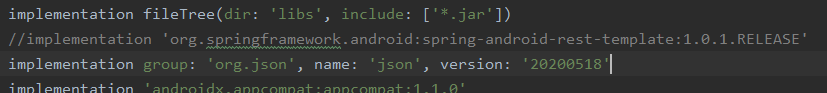 implementation fileTree(dir: 'libs', include: ['*.jar'])
//implementation 'org.springframework.android:spring-android-rest-template:1.0.1.RELEASE'
implementation group: 'org.json', name: 'json', version: '20200518'
implementation 'androidx.appcompat:appcompat:1.1.0'